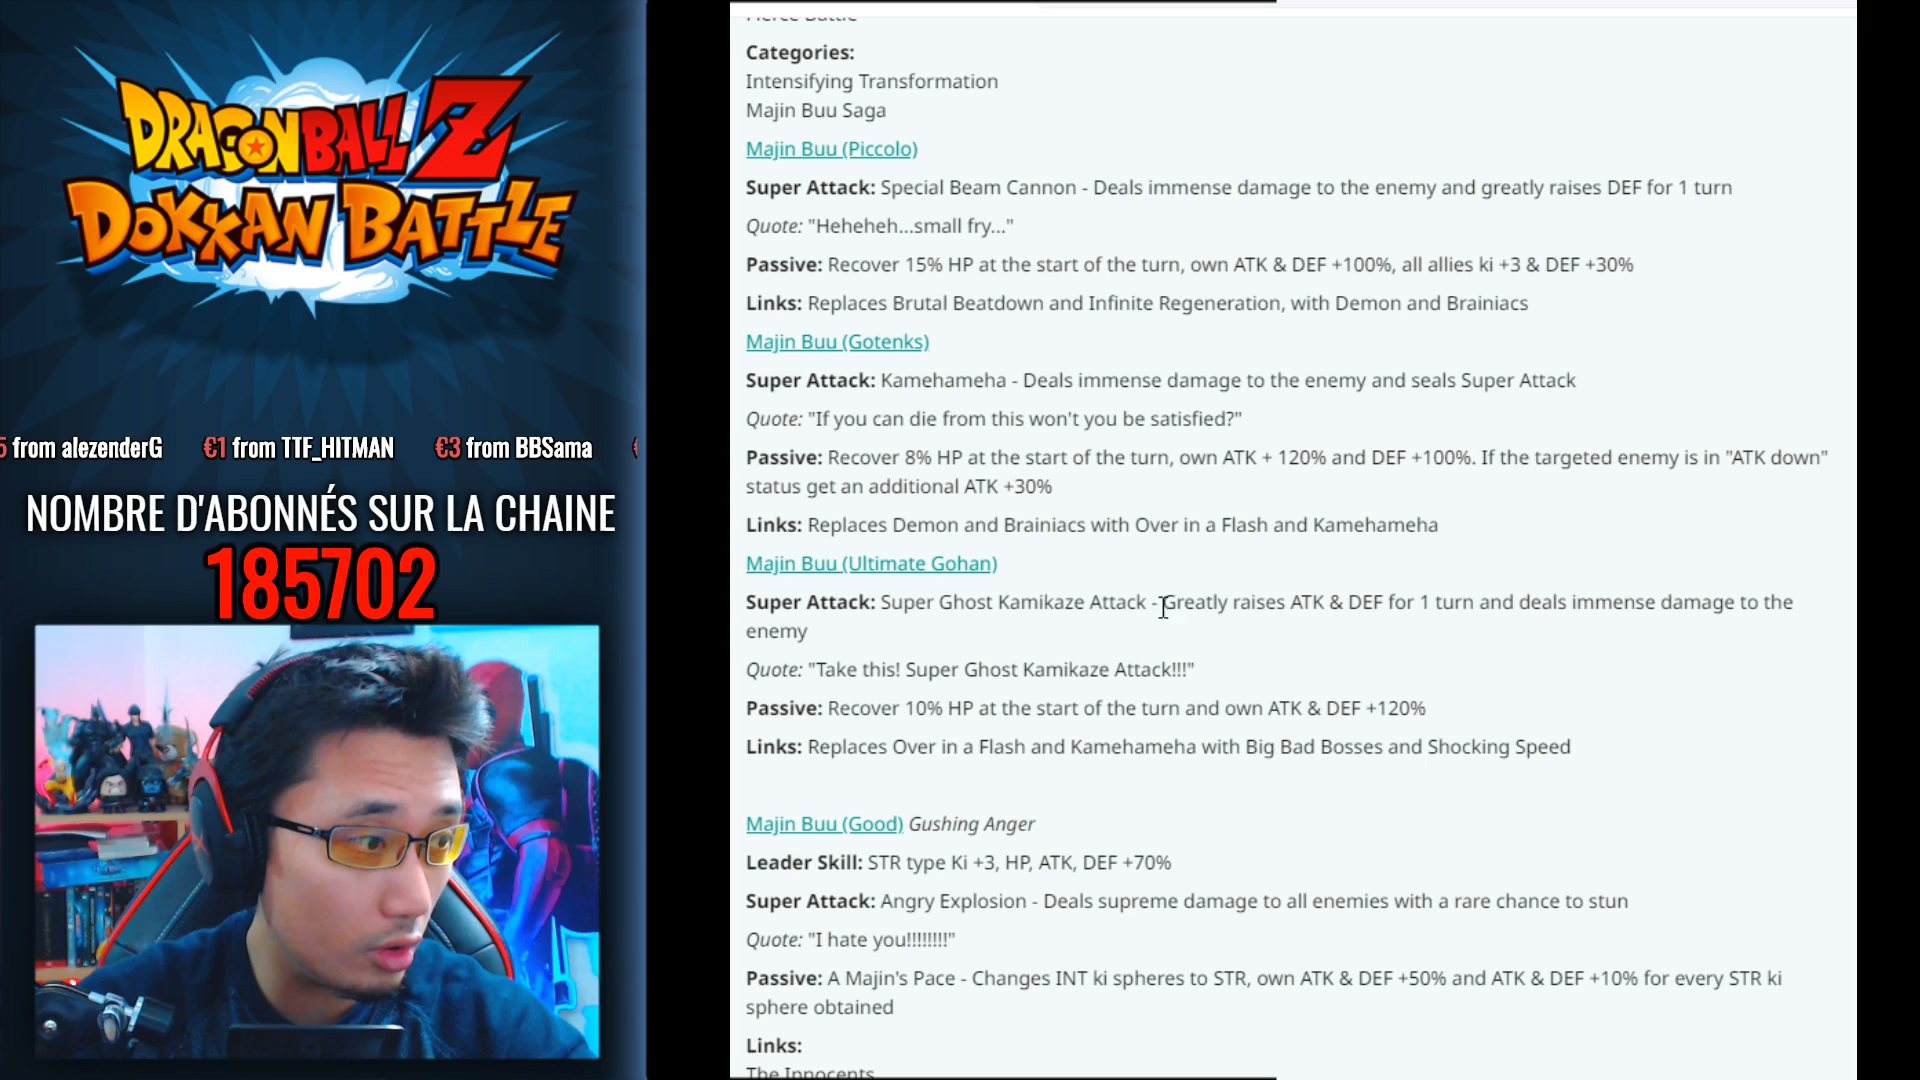 DRAGON BALL Z
DOKKAN BATTLE
5 from alezenderG €1 from TTF_HITMAN €3 from BBSama
NOMBRE D'ABONNÉS SUR LA CHAINE
185702
Fierce Battle
Categories:
Intensifying Transformation
Majin Buu Saga
Majin Buu (Piccolo)
Super Attack: Special Beam Cannon - Deals immense damage to the enemy and greatly raises DEF for 1 turn
Quote: "Heheheh...small fry..."
Passive: Recover 15% HP at the start of the turn, own ATK & DEF +100%, all allies ki +3 & DEF +30%
Links: Replaces Brutal Beatdown and Infinite Regeneration, with Demon and Brainiacs
Majin Buu (Gotenks)
Super Attack: Kamehameha - Deals immense damage to the enemy and seals Super Attack
Quote: "If you can die from this won't you be satisfied?"
Passive: Recover 8% HP at the start of the turn, own ATK + 120% and DEF +100%. If the targeted enemy is in "ATK down"
status get an additional ATK +30%
Links: Replaces Demon and Brainiacs with Over in a Flash and Kamehameha
Majin Buu (Ultimate Gohan)
Super Attack: Super Ghost Kamikaze Attack - Greatly raises ATK & DEF for 1 turn and deals immense damage to the
enemy
Quote: "Take this! Super Ghost Kamikaze Attack!!!"
Passive: Recover 10% HP at the start of the turn and own ATK & DEF +120%
Links: Replaces Over in a Flash and Kamehameha with Big Bad Bosses and Shocking Speed
Majin Buu (Good) Gushing Anger
Leader Skill: STR type Ki +3, HP, ATK, DEF +70%
Super Attack: Angry Explosion - Deals supreme damage to all enemies with a rare chance to stun
Quote: "I hate you!!!!!!!!"
Passive: A Majin's Pace - Changes INT ki spheres to STR, own ATK & DEF +50% and ATK & DEF +10% for every STR ki
sphere obtained
Links:
The Innocents